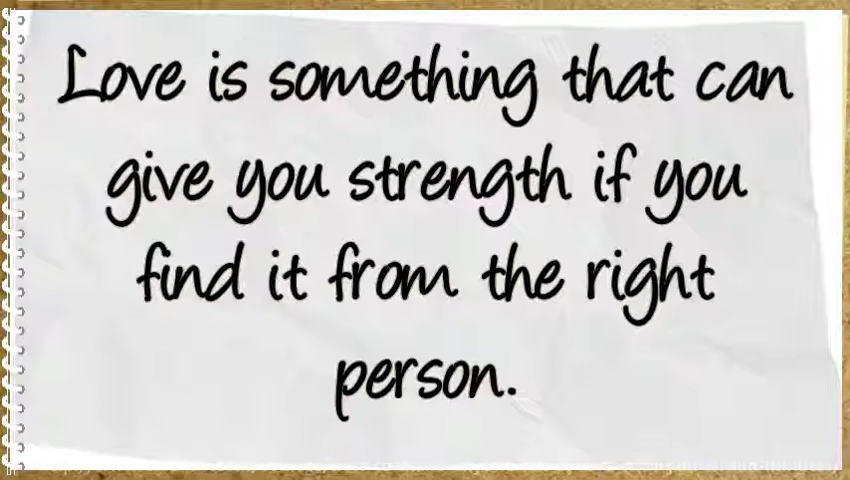 Love is something that can
give you strength if you
find it from the right
person.